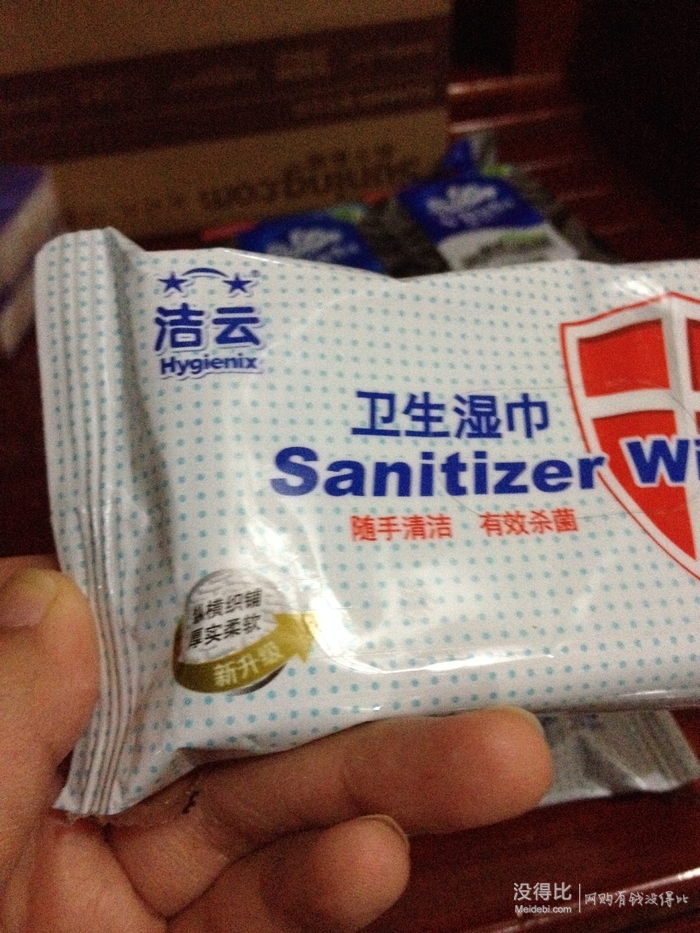 suning.com
洁云
Hygienix
卫生湿巾
Sanitizer Wi
随手清洁 有效杀菌
纵横织铺
厚实柔软
新升级
没得比
Meidebi.com
网购有钱没得比